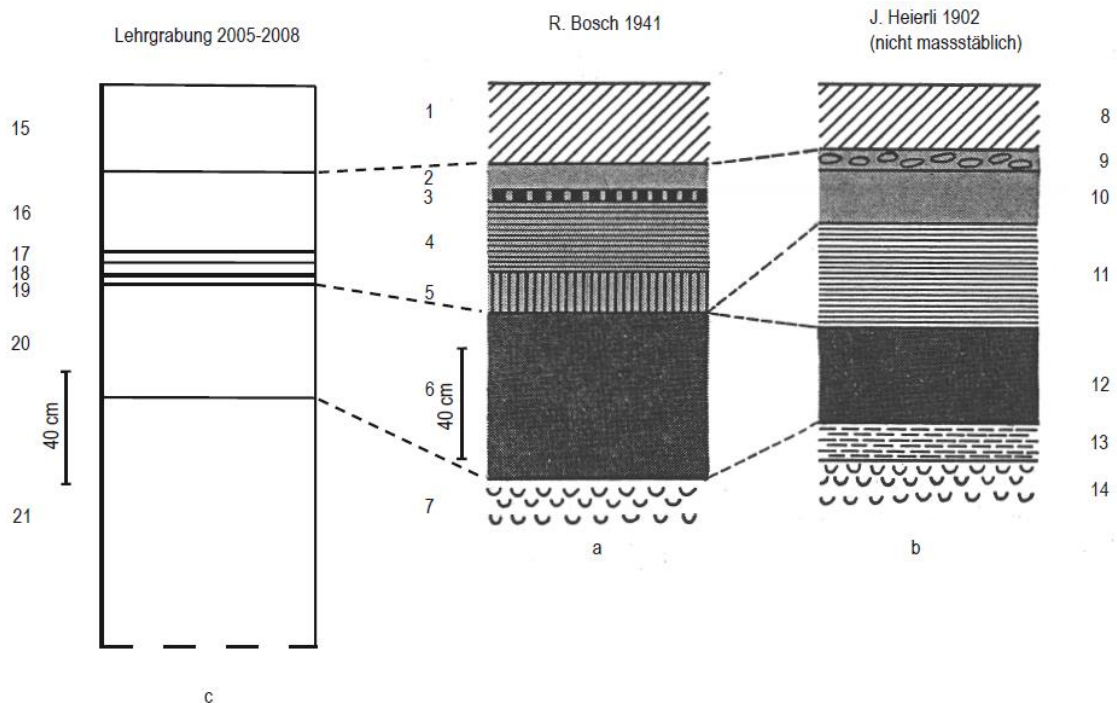 Lehrgrabung 2005-2008
15
16
17
18
19
20
40 cm
21
c
R. Bosch 1941
1
2
3
4
5
6
40 cm
7
a
J. Heierli 1902
(nicht massstäblich)
8
9
10
11
12
13
14
b